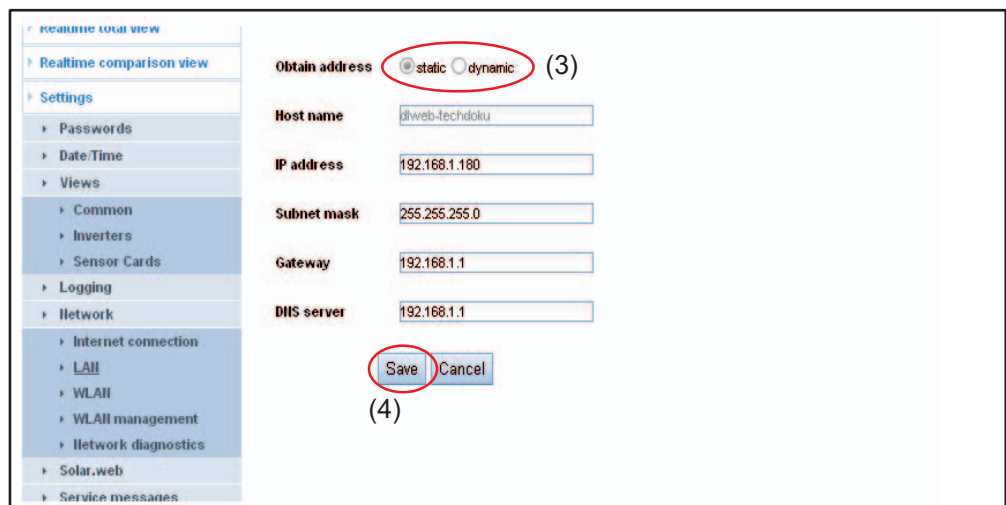 Realtime total view
Realtime comparison view
Settings
Passwords
Date/Time
Views
Common
Inverters
Sensor Cards
Logging
Network
Internet connection
LAN
WLAN
WLAN management
Network diagnostics
Solar.web
Service messages
Obtain address static dynamic (3)
Host name dlweb-techdoku
IP address 192.168.1.180
Subnet mask 255.255.255.0
Gateway 192.168.1.1
DNS server 192.168.1.1
Save Cancel
(4)